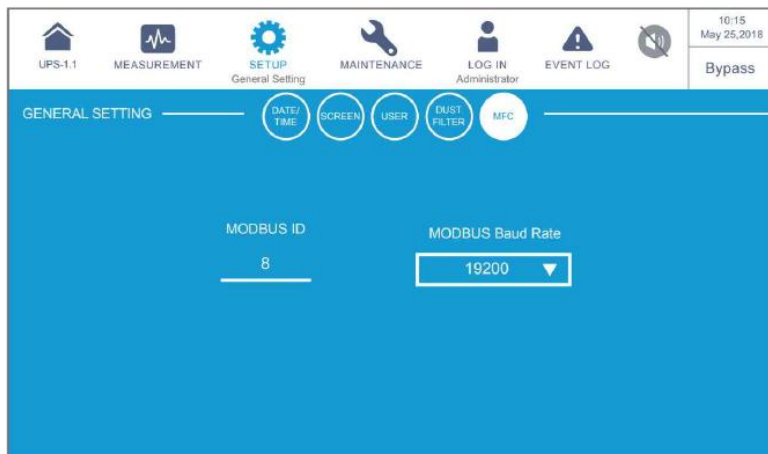 10:15
May 25,2018
UPS-1.1 MEASUREMENT SETUP MAINTENANCE LOG IN EVENT LOG
General Setting Administrator
Bypass
GENERAL SETTING DATE/ TIME SCREEN USER DUST FILTER MFC
MODBUS ID MODBUS Baud Rate
8 19200